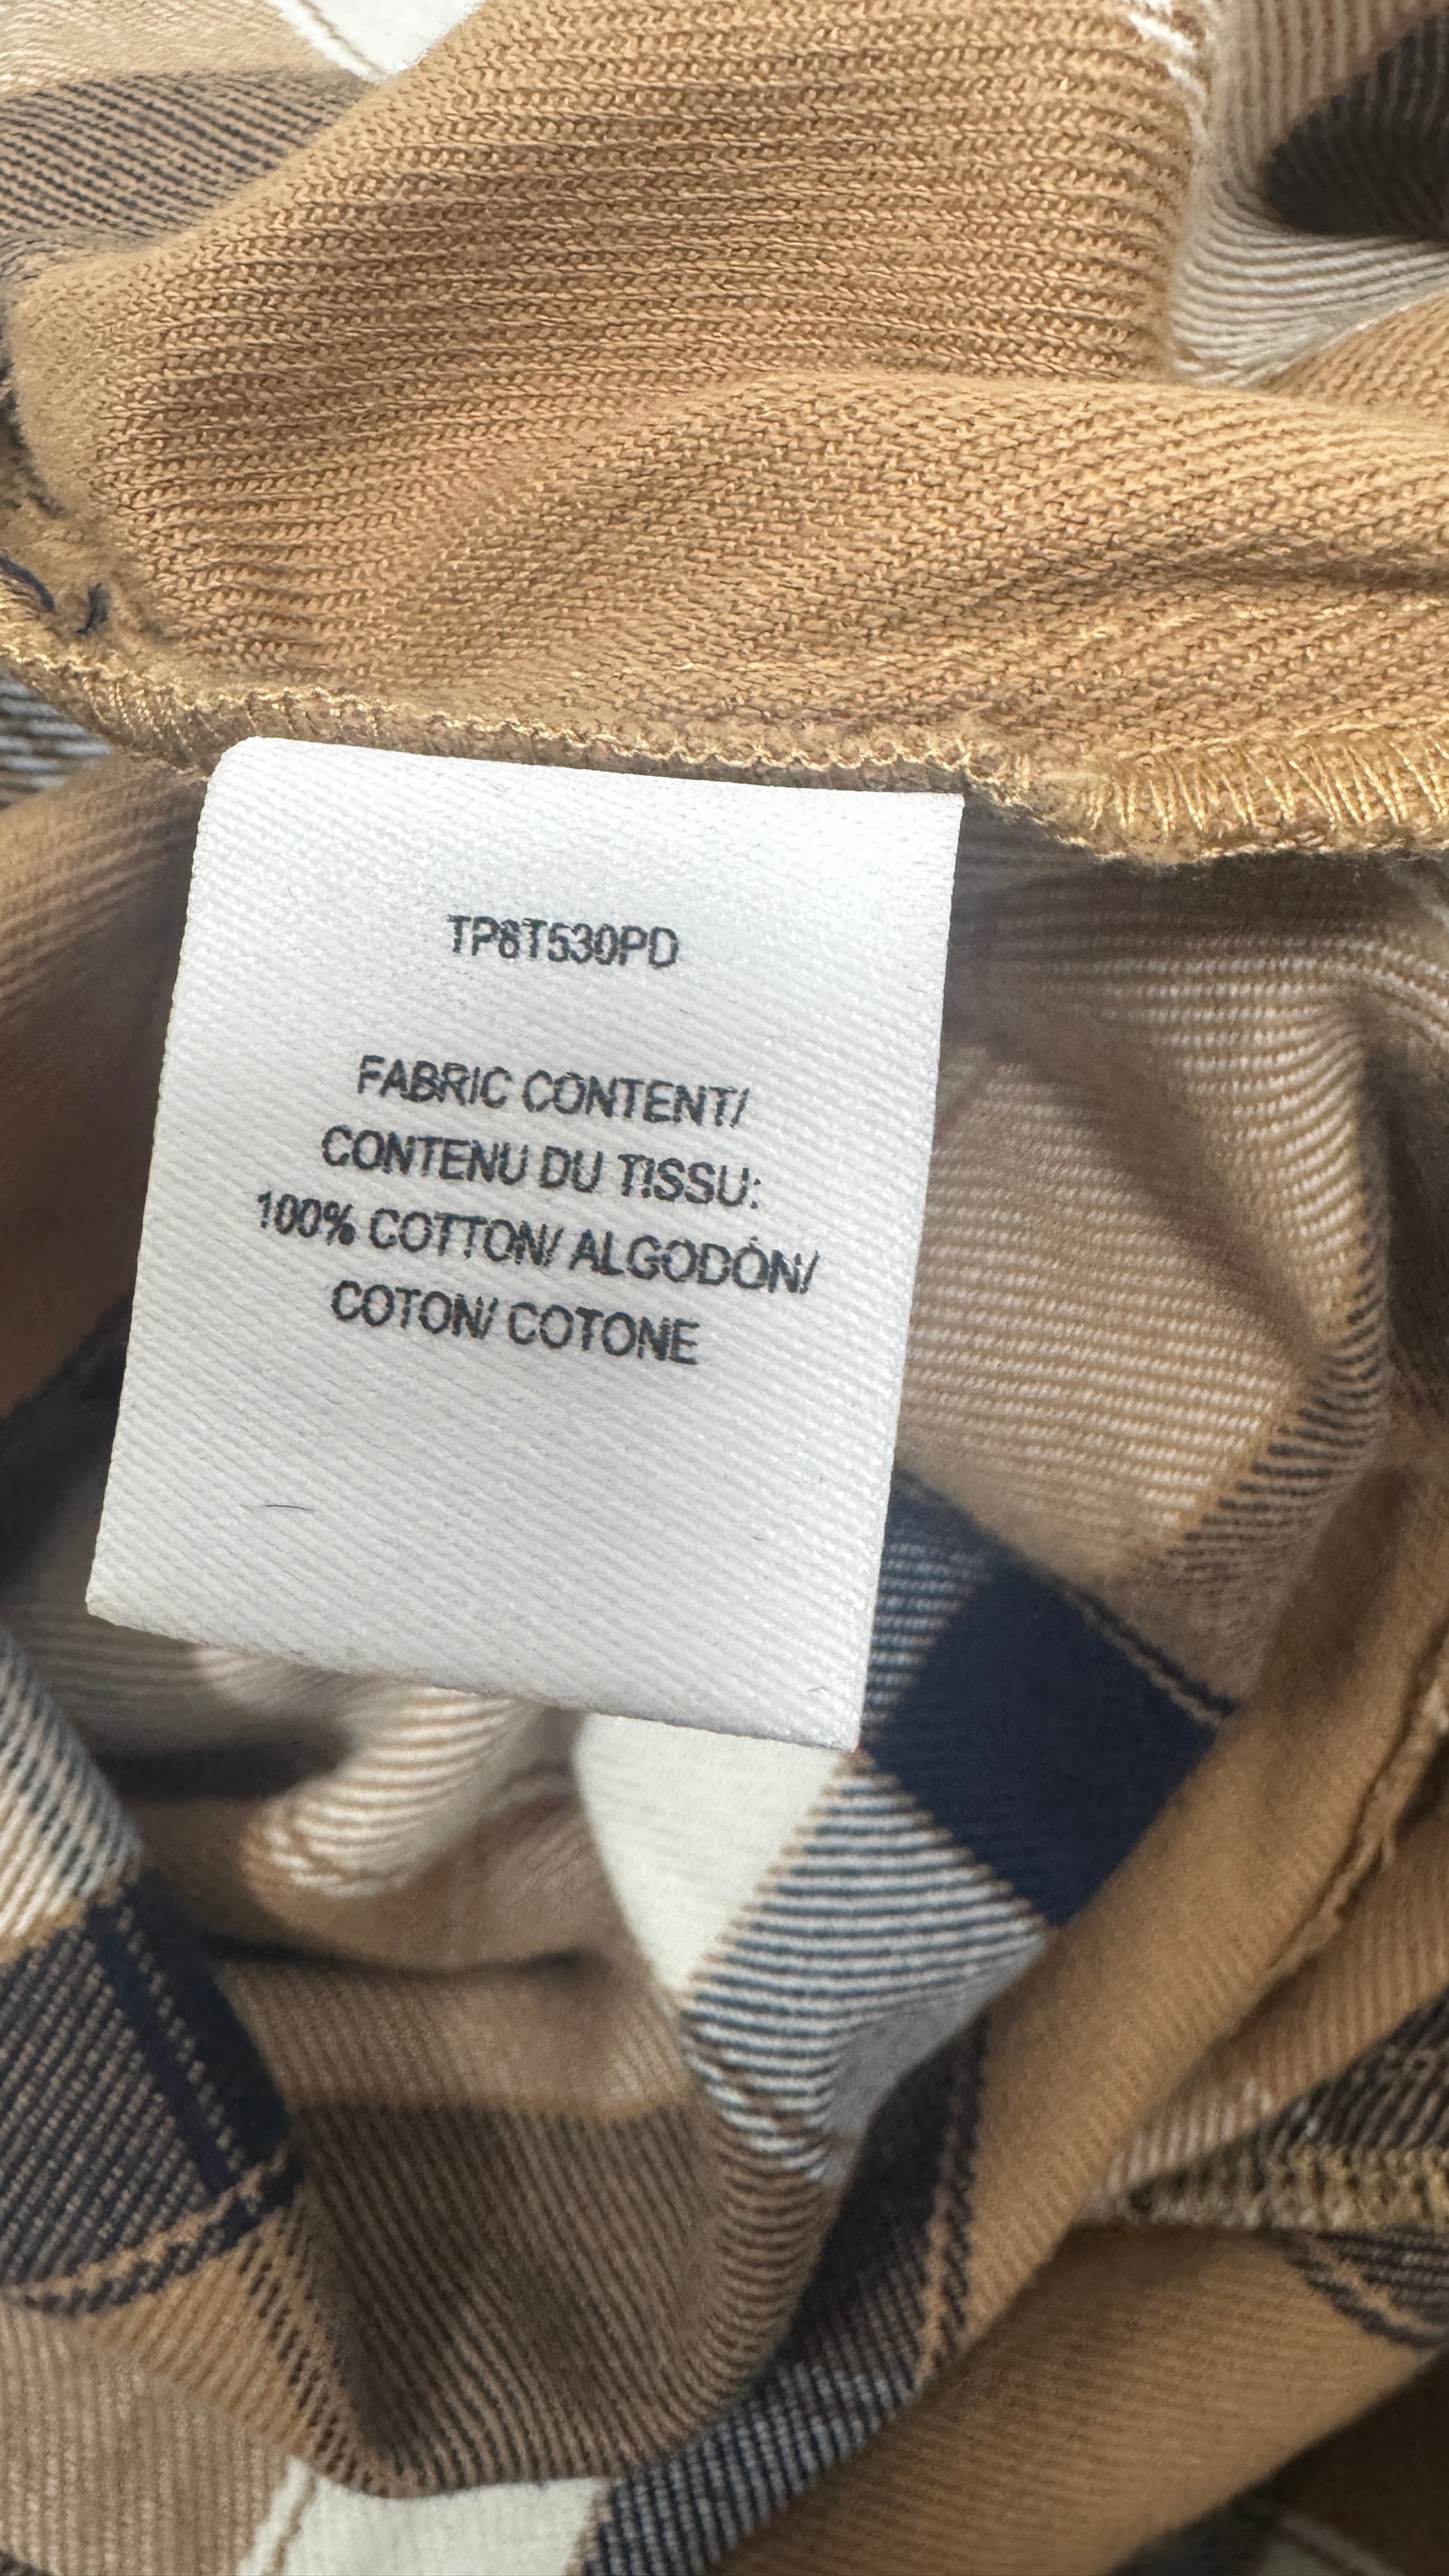 TP8T530PD
FABRIC CONTENT/
CONTENU DU TISSU:
100% COTTON/ ALGODÓN/
COTON/ COTONE